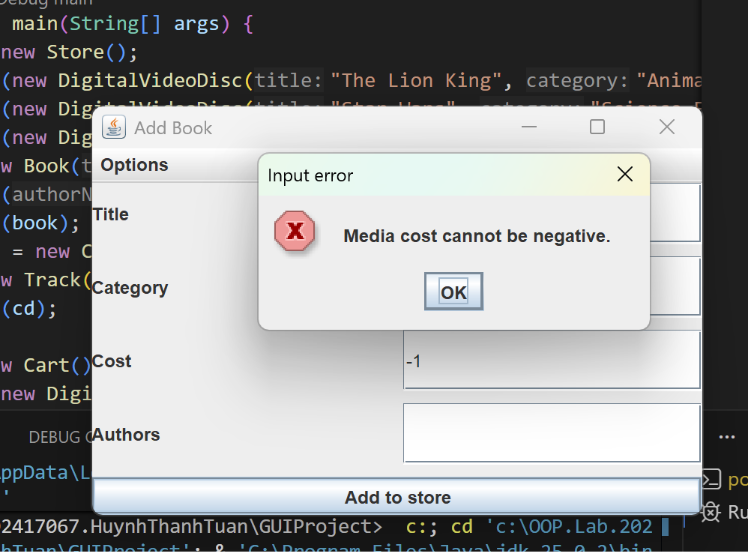 Debug main
main(String[] args) {
new Store();
(new DigitalVideoDisc(title: "The Lion King", category: "Anima
(new DigitalVideoDisc(title: "Star Wars", category: "Science
(new Dig
Add Book
w Book(t
Options
Input error
(authorN
Title
Media cost cannot be negative.
(book);
= new C
w Track(
Category
OK
(cd);
w Cart()
Cost
-1
new Digi
DEBUG C
Authors
...
AppData\L
po
'
Add to store
Ru
02417067.HuynhThanhTuan\GUIProject> c:; cd 'c:\OOP.Lab.202
hTuan\GUIProject'; & 'C:\Program Files\Java\jdk-25.0.2\bin